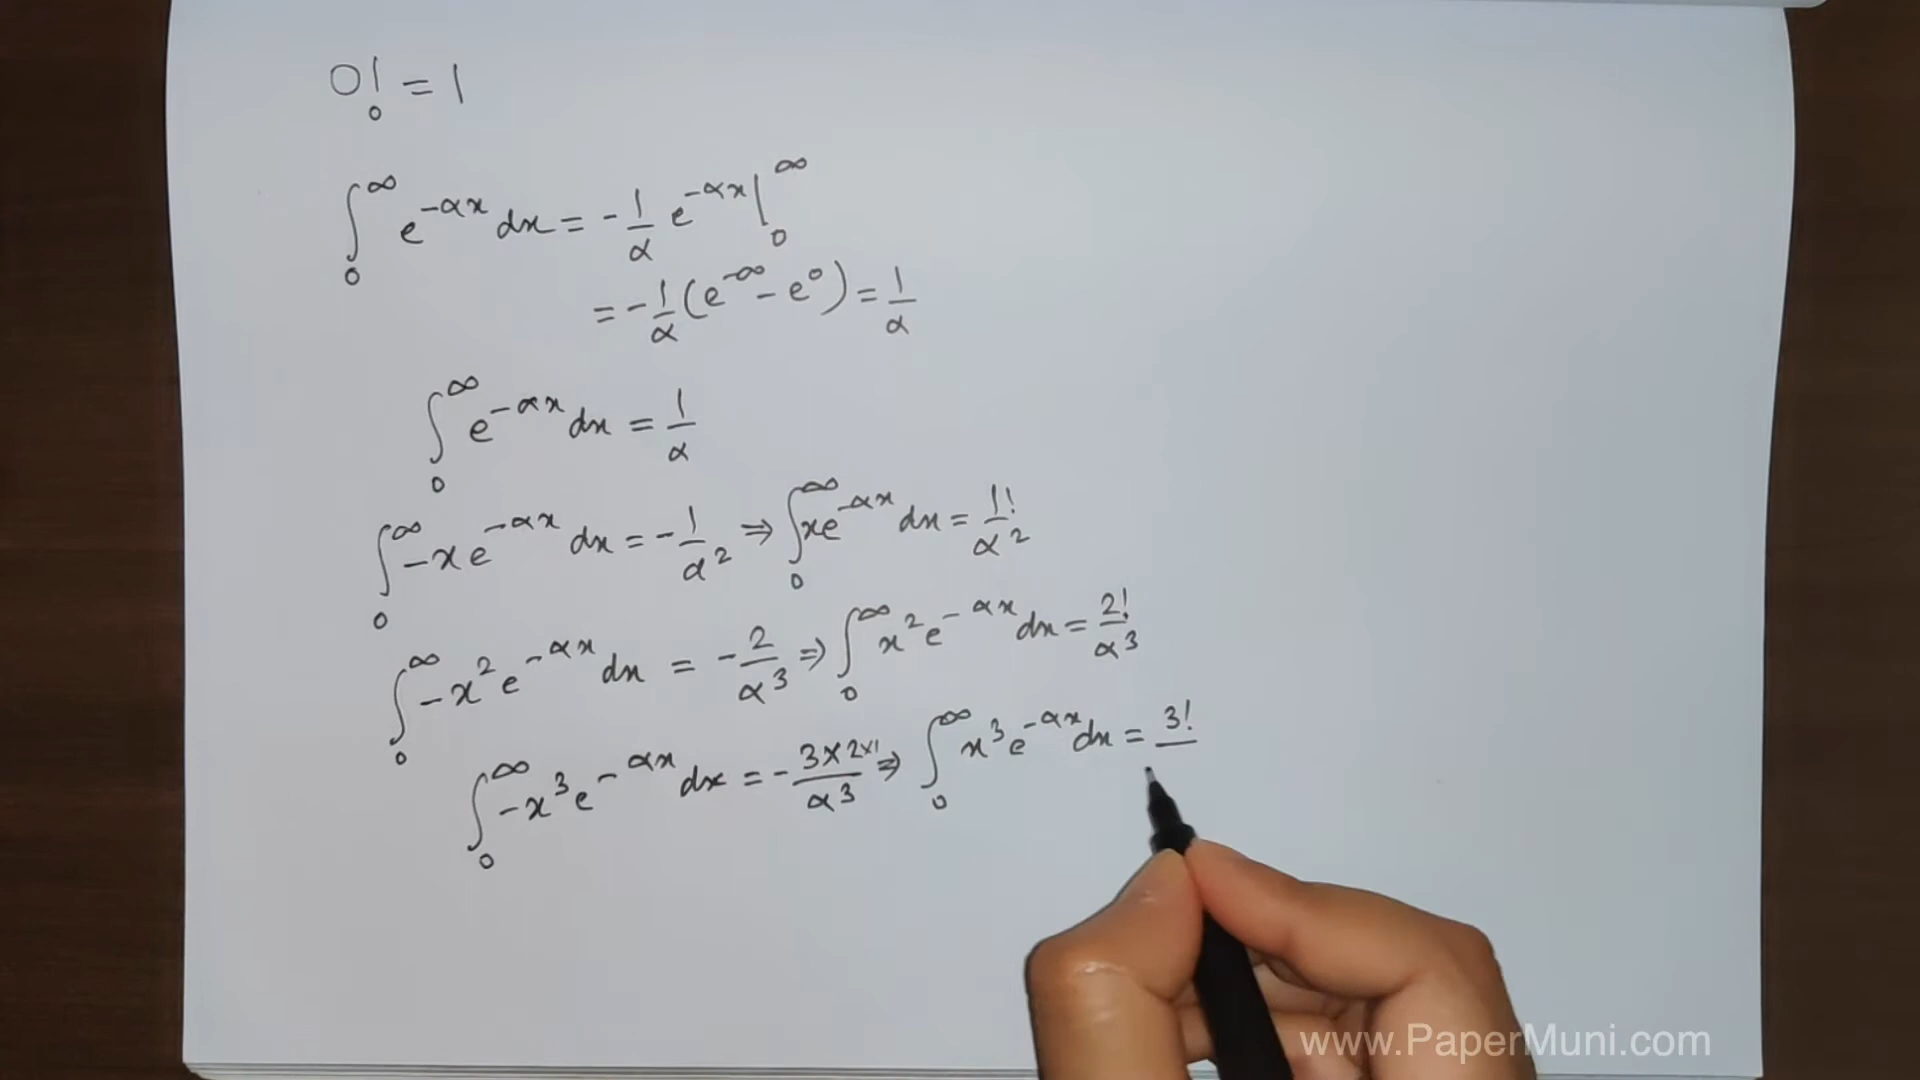 0! = 1
∫₀^∞ e^{-αx} dx = -1/α e^{-αx} |₀^∞
= -1/α (e^{-∞} - e^0) = 1/α
∫₀^∞ e^{-αx} dx = 1/α
∫₀^∞ -x e^{-αx} dx = -1/α² ⇒ ∫₀^∞ x e^{-αx} dx = 1!/α²
∫₀^∞ -x² e^{-αx} dx = -2/α³ ⇒ ∫₀^∞ x² e^{-αx} dx = 2!/α³
∫₀^∞ -x³ e^{-αx} dx = -3×2×1/α³ ⇒ ∫₀^∞ x³ e^{-αx} dx = 3!/
www.PaperMuni.com